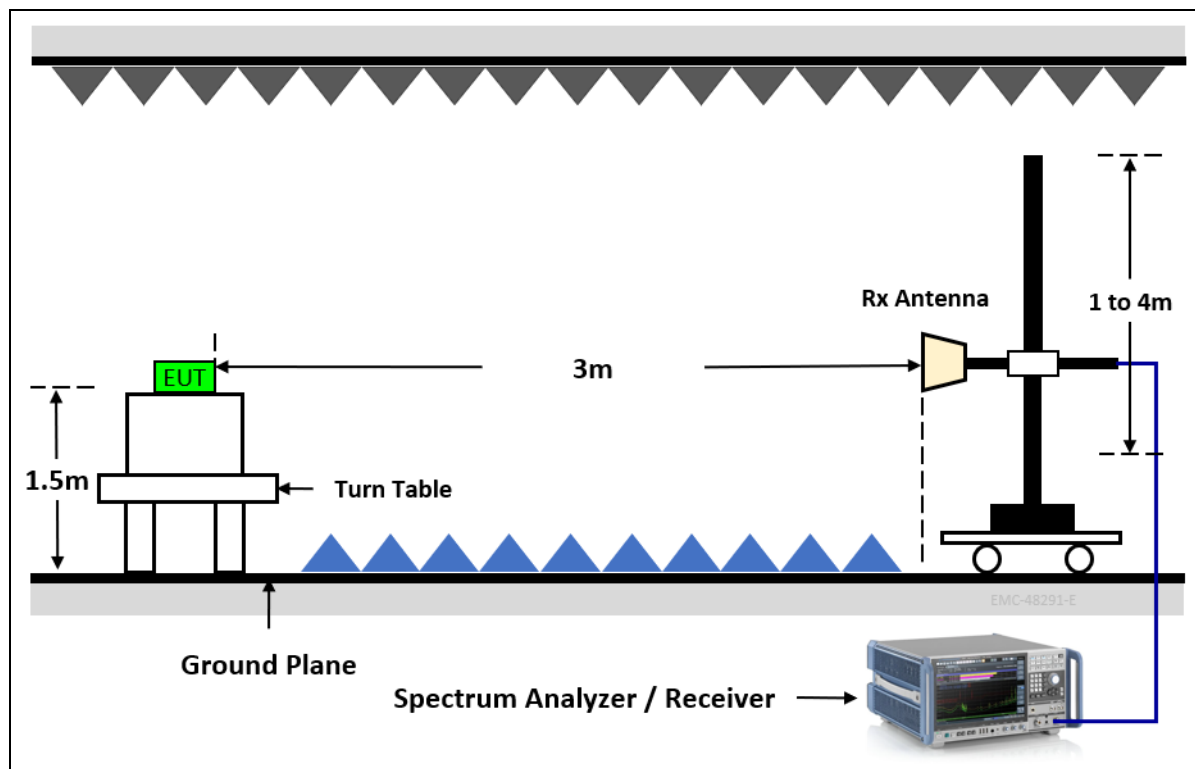 Rx Antenna
1 to 4m
3m
EUT
1.5m
Turn Table
EMC-48291-E
Ground Plane
Spectrum Analyzer / Receiver